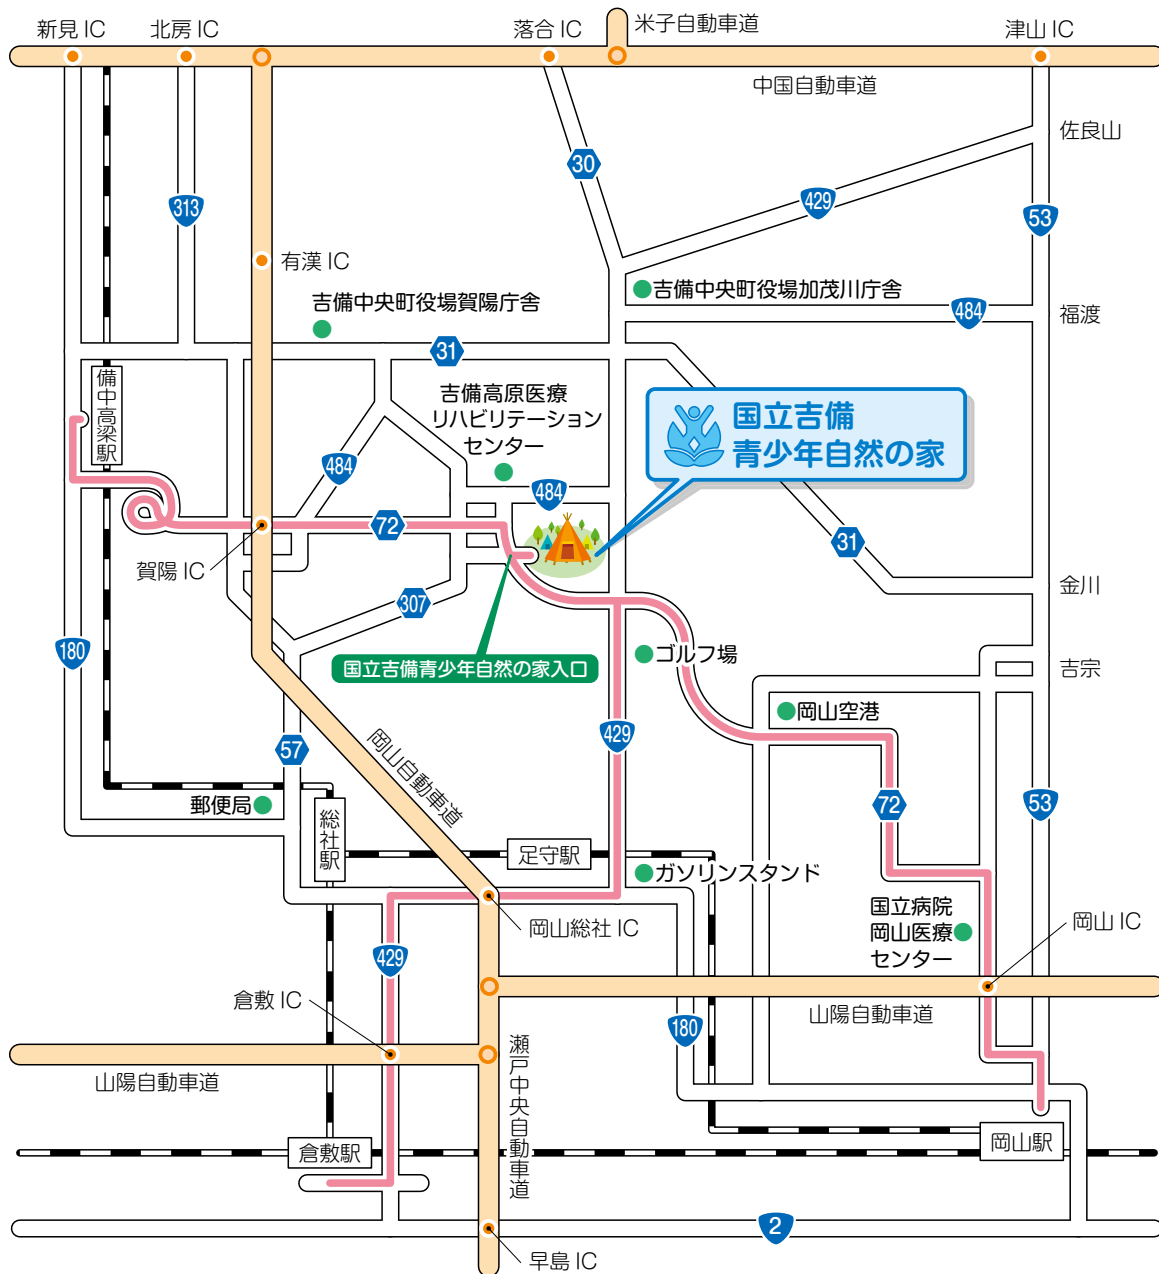 新見 IC
北房 IC
落合 IC
米子自動車道
津山 IC
中国自動車道
佐良山
30
429
313
53
有漢 IC
吉備中央町役場加茂川庁舎
吉備中央町役場賀陽庁舎
484
福渡
31
備中高梁駅
吉備高原医療
リハビリテーション
センター
国立吉備
青少年自然の家
484
484
72
31
賀陽 IC
金川
307
180
国立吉備青少年自然の家入口
ゴルフ場
吉宗
岡山空港
429
57
岡山自動車道
郵便局
72
53
総社駅
足守駅
ガソリンスタンド
国立病院
岡山医療
センター
岡山総社 IC
岡山 IC
429
倉敷 IC
山陽自動車道
180
瀬戸中央自動車道
山陽自動車道
倉敷駅
岡山駅
2
早島 IC